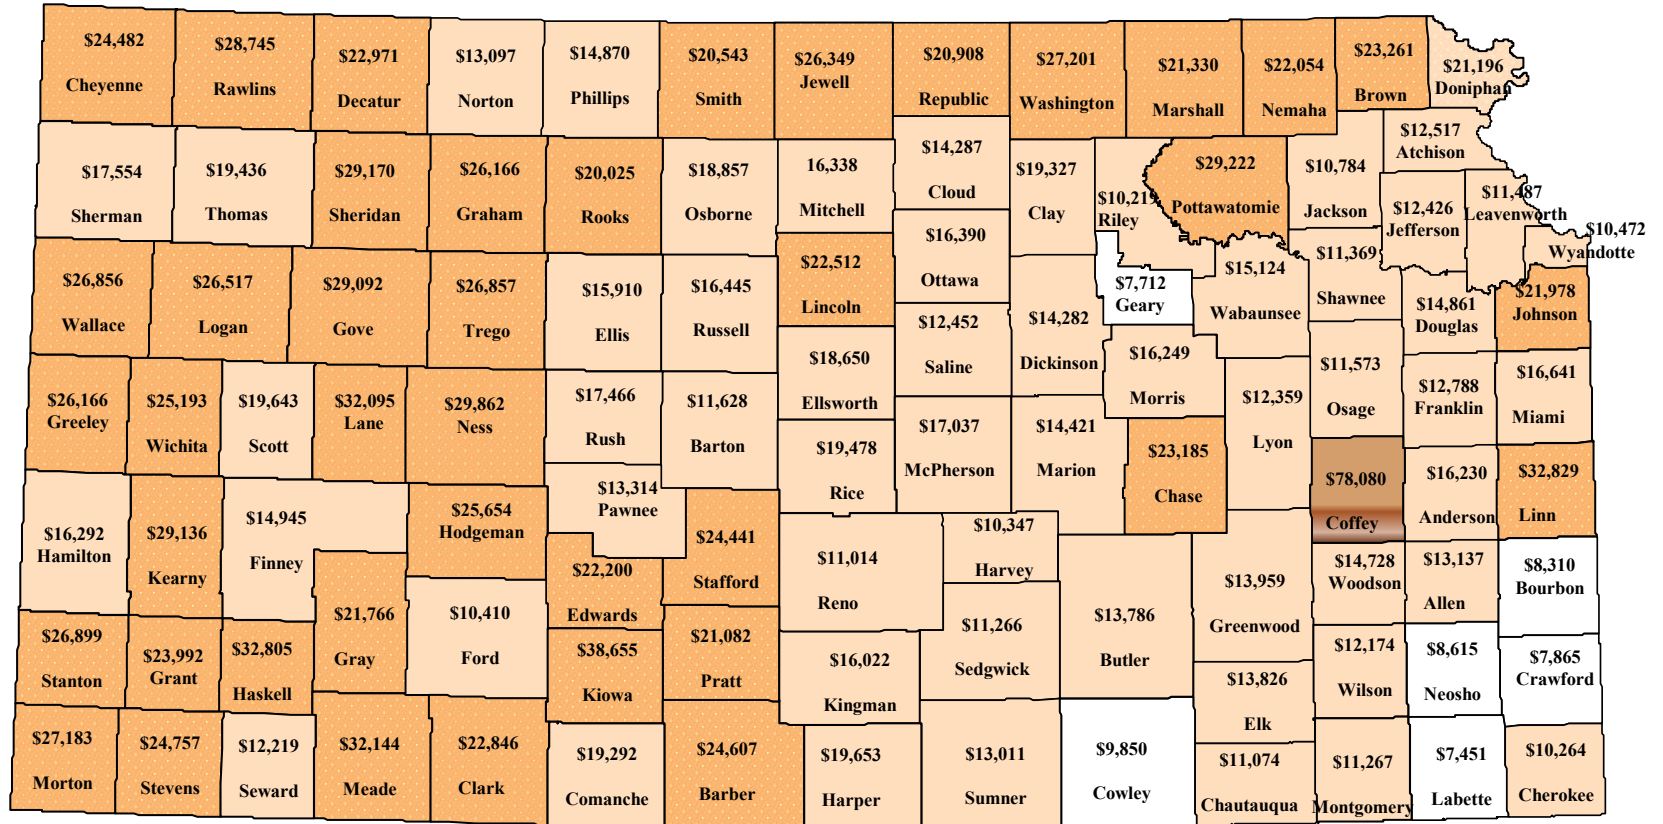 $24,482
Cheyenne
$28,745
Rawlins
$22,971
Decatur
$13,097
Norton
$14,870
Phillips
$20,543
Smith
$26,349
Jewell
$20,908
Republic
$27,201
Washington
$21,330
Marshall
$22,054
Nemaha
$23,261
Brown
$21,196
Doniphan
$17,554
Sherman
$19,436
Thomas
$29,170
Sheridan
$26,166
Graham
$20,025
Rooks
$18,857
Osborne
16,338
Mitchell
$14,287
Cloud
$19,327
Clay
$10,219
Riley
$29,222
Pottawatomie
$10,784
Jackson
$12,517
Atchison
$12,426
Jefferson
$11,487
Leavenworth
$10,472
Wyandotte
$26,856
Wallace
$26,517
Logan
$29,092
Gove
$26,857
Trego
$15,910
Ellis
$16,445
Russell
$22,512
Lincoln
$16,390
Ottawa
$14,282
Dickinson
$7,712
Geary
$15,124
Wabaunsee
$11,369
Shawnee
$14,861
Douglas
$21,978
Johnson
$26,166
Greeley
$25,193
Wichita
$19,643
Scott
$32,095
Lane
$29,862
Ness
$17,466
Rush
$11,628
Barton
$18,650
Ellsworth
$12,452
Saline
$16,249
Morris
$12,359
Lyon
$11,573
Osage
$12,788
Franklin
$16,641
Miami
$19,478
Rice
$17,037
McPherson
$14,421
Marion
$23,185
Chase
$78,080
Coffey
$16,230
Anderson
$32,829
Linn
$16,292
Hamilton
$29,136
Kearny
$14,945
Finney
$25,654
Hodgeman
$13,314
Pawnee
$24,441
Stafford
$22,200
Edwards
$11,014
Reno
$10,347
Harvey
$13,786
Butler
$13,959
Greenwood
$14,728
Woodson
$13,137
Allen
$8,310
Bourbon
$26,899
Stanton
$23,992
Grant
$32,805
Haskell
$21,766
Gray
$10,410
Ford
$38,655
Kiowa
$21,082
Pratt
$16,022
Kingman
$11,266
Sedgwick
$13,826
Elk
$12,174
Wilson
$8,615
Neosho
$7,865
Crawford
$27,183
Morton
$24,757
Stevens
$12,219
Seward
$32,144
Meade
$22,846
Clark
$19,292
Comanche
$24,607
Barber
$19,653
Harper
$13,011
Sumner
$9,850
Cowley
$11,074
Chautauqua
$11,267
Montgomery
$7,451
Labette
$10,264
Cherokee